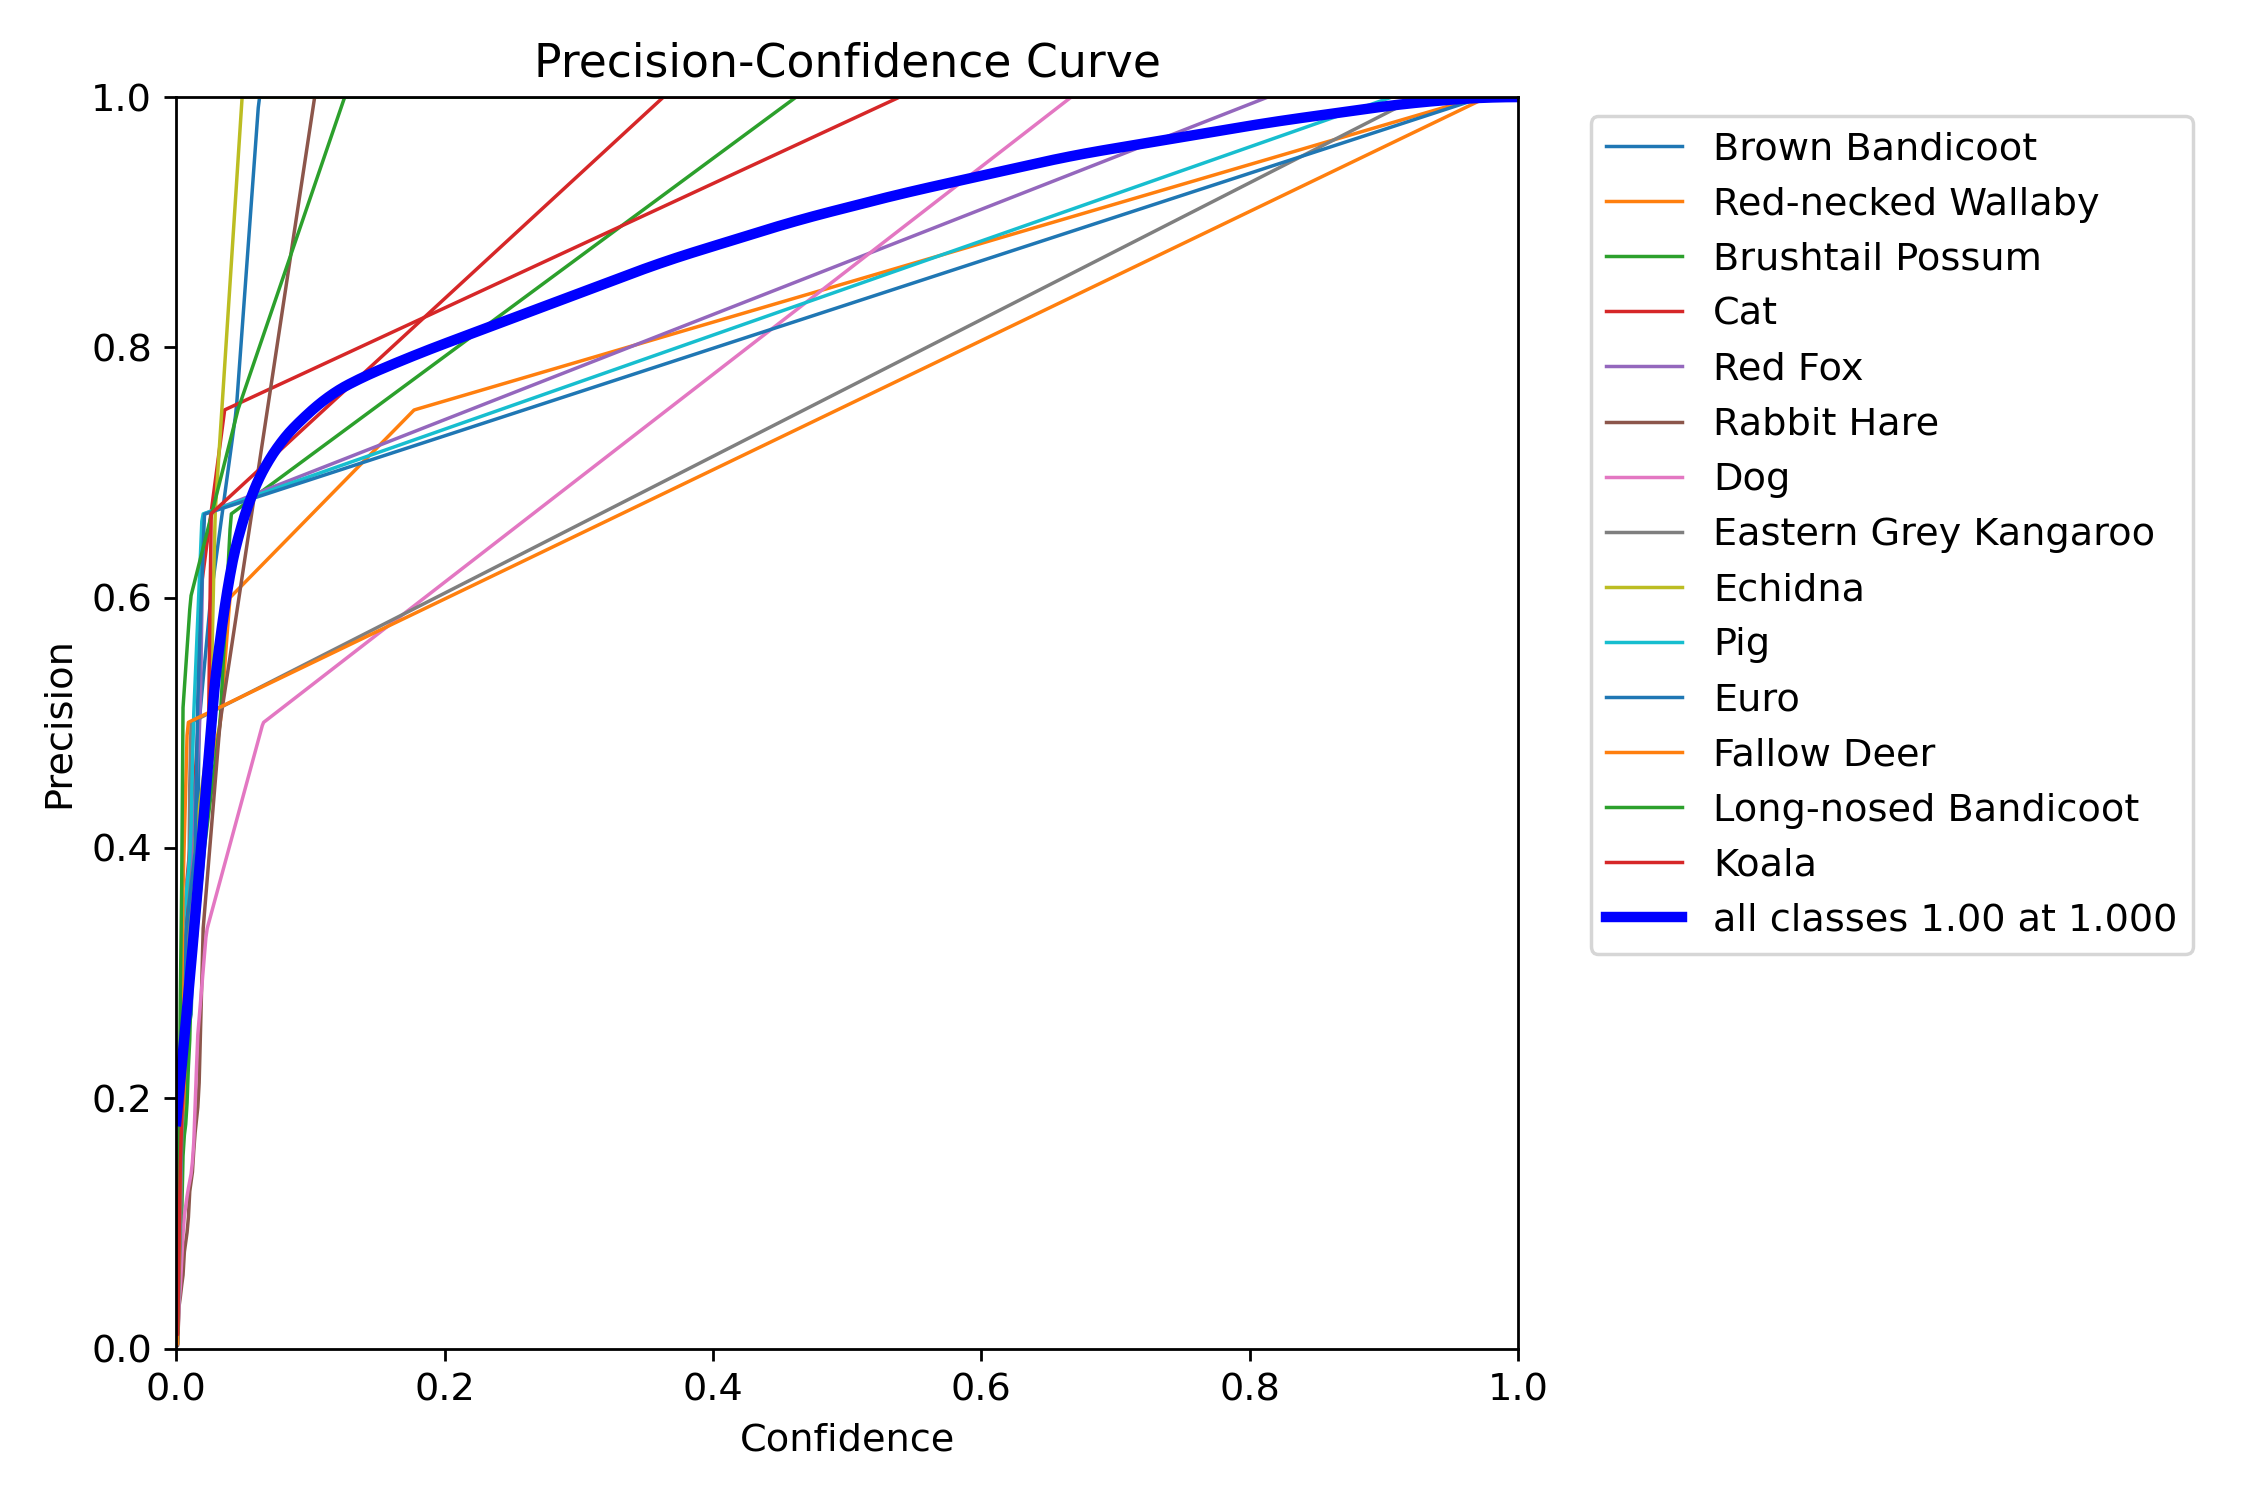 Precision-Confidence Curve
1.0
0.8
0.6
0.4
0.2
0.0
Precision
0.0 0.2 0.4 0.6 0.8 1.0
Confidence
Brown Bandicoot
Red-necked Wallaby
Brushtail Possum
Cat
Red Fox
Rabbit Hare
Dog
Eastern Grey Kangaroo
Echidna
Pig
Euro
Fallow Deer
Long-nosed Bandicoot
Koala
all classes 1.00 at 1.000